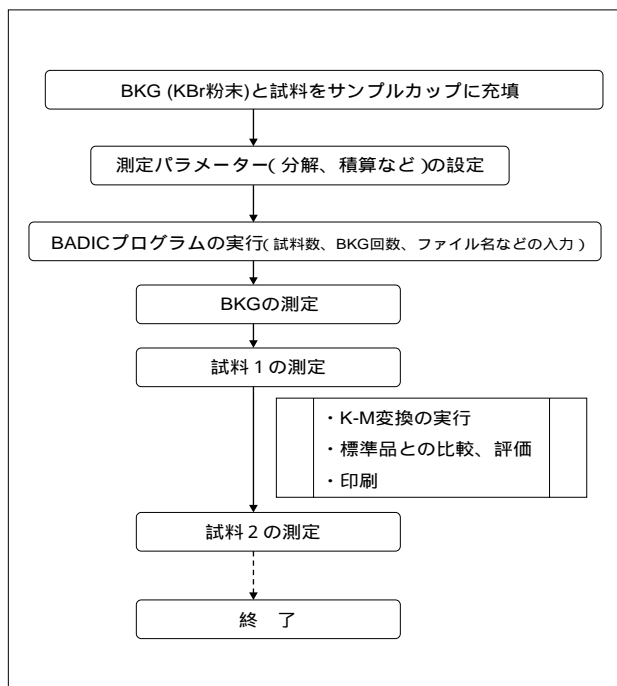 BKG (KBr粉末)と試料をサンプルカップに充填
測定パラメーター( 分解、積算など )の設定
BADICプログラムの実行( 試料数、BKG回数、ファイル名などの入力 )
BKGの測定
試料１の測定
・K-M変換の実行
・標準品との比較、評価
・印刷
試料２の測定
終　了